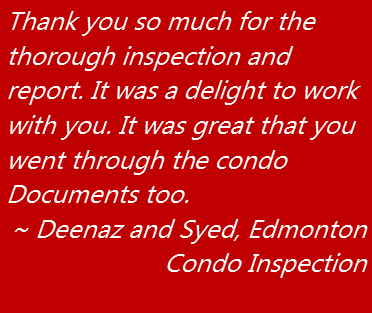 Thank you so much for the
thorough inspection and
report. It was a delight to work
with you. It was great that you
went through the condo
Documents too.
~ Deenaz and Syed, Edmonton
Condo Inspection